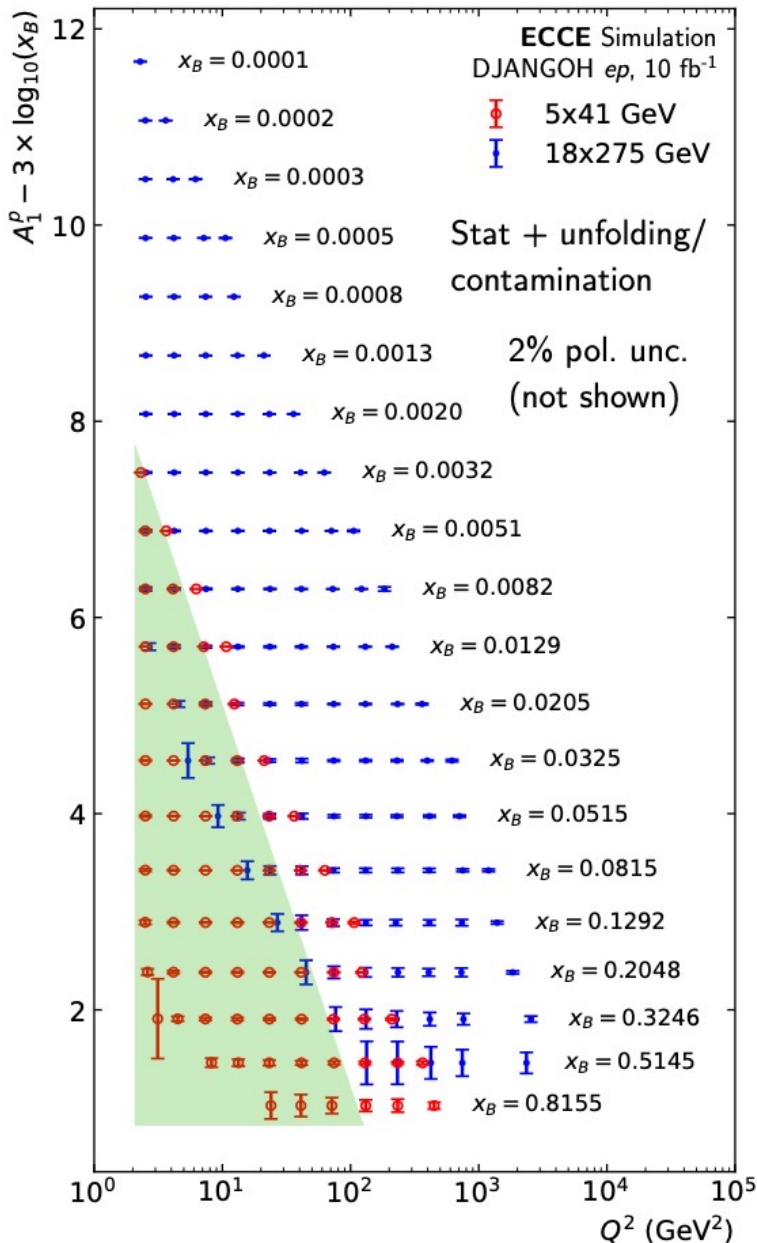 ECCE Simulation
DJANGOH ep, 10 fb⁻¹
5x41 GeV
18x275 GeV
Stat + unfolding/
contamination
2% pol. unc.
(not shown)
A₁ᵖ − 3 × log₁₀(x_B)
12
10
8
6
4
2
x_B = 0.0001
x_B = 0.0002
x_B = 0.0003
x_B = 0.0005
x_B = 0.0008
x_B = 0.0013
x_B = 0.0020
x_B = 0.0032
x_B = 0.0051
x_B = 0.0082
x_B = 0.0129
x_B = 0.0205
x_B = 0.0325
x_B = 0.0515
x_B = 0.0815
x_B = 0.1292
x_B = 0.2048
x_B = 0.3246
x_B = 0.5145
x_B = 0.8155
10⁰ 10¹ 10² 10³ 10⁴ 10⁵
Q² (GeV²)